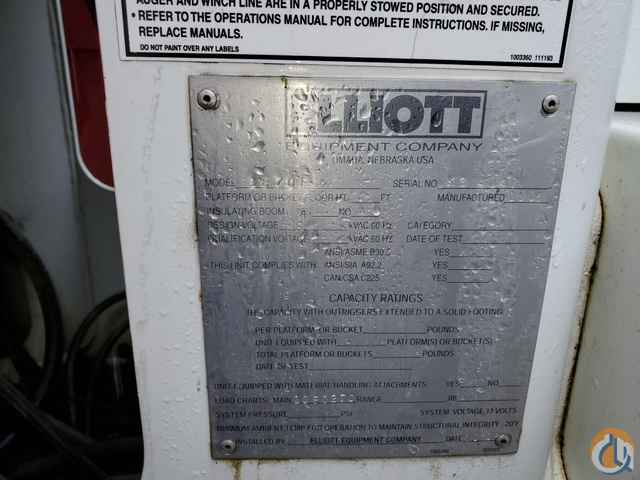 AUGER AND WINCH LINE ARE IN A PROPERLY STOWED POSITION AND SECURED.
* REFER TO THE OPERATIONS MANUAL FOR COMPLETE INSTRUCTIONS. IF MISSING,
REPLACE MANUALS.
DO NOT PAINT OVER ANY LABELS
1003360 111193
ELLIOTT
EQUIPMENT COMPANY
OMAHA, NEBRASKA USA
MODEL SERIAL NO
PLATFORM OR BUCKET FLOOR HT. FT MANUFACTURED
INSULATING BOOM NO
DESIGN VOLTAGE KVAC 60 HZ CATEGORY
QUALIFICATION VOLTAGE KVAC 60 HZ DATE OF TEST
ANSI/ASME B30.5 YES
THIS UNIT COMPLIES WITH ANSI/SIA A92.2 YES
CAN/CSA C225 YES
CAPACITY RATINGS
THE CAPACITY WITH OUTRIGGERS EXTENDED TO A SOLID FOOTING
PER PLATFORM OR BUCKET POUNDS
UNIT EQUIPPED WITH PLATFORM(S) OR BUCKET(S)
TOTAL PLATFORM OR BUCKETS POUNDS
DATE OF TEST
UNIT EQUIPPED WITH MATERIAL HANDLING ATTACHMENTS YES NO
LOAD CHARTS: MAIN RANGE JIB
SYSTEM PRESSURE PSI SYSTEM VOLTAGE 12 VOLTS
MINIMUM AMBIENT TEMP FOR OPERATION TO MAINTAIN STRUCTURAL INTEGRITY -20°F
INSTALLED BY ELLIOTT EQUIPMENT COMPANY DATE